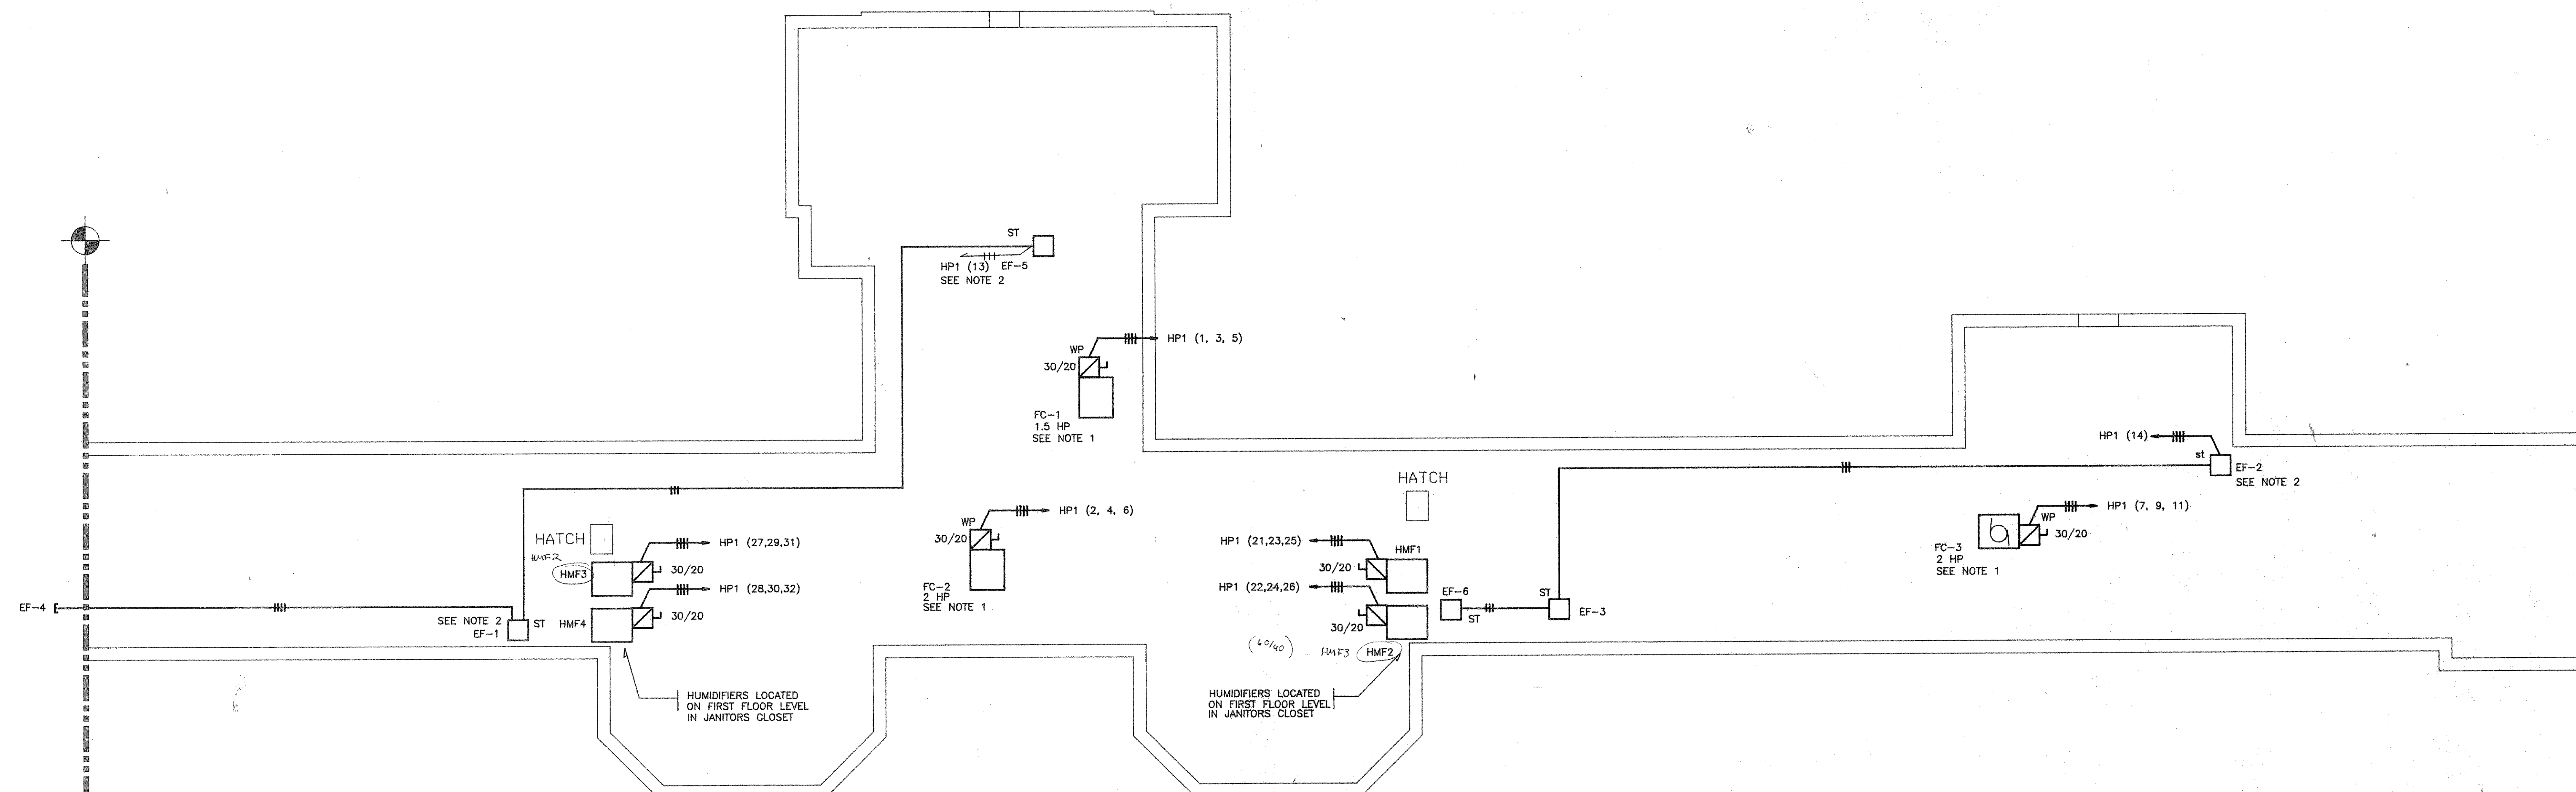 ST
HP1 (13) EF-5
SEE NOTE 2
HP1 (1, 3, 5)
WP
30/20
FC-1
1.5 HP
SEE NOTE 1
HP1 (14)
st
EF-2
SEE NOTE 2
HATCH
HP1 (2, 4, 6)
WP
30/20
FC-2
2 HP
SEE NOTE 1
HP1 (7, 9, 11)
WP
30/20
FC-3
2 HP
SEE NOTE 1
HATCH
HMF2
HMF3
HP1 (27,29,31)
30/20
HP1 (28,30,32)
HMF4
30/20
HP1 (21,23,25)
HMF1
30/20
HP1 (22,24,26)
30/20
EF-6
ST
ST
EF-3
EF-4
SEE NOTE 2
EF-1
ST
(60/40)
HMF3
HMF2
HUMIDIFIERS LOCATED
ON FIRST FLOOR LEVEL
IN JANITORS CLOSET
HUMIDIFIERS LOCATED
ON FIRST FLOOR LEVEL
IN JANITORS CLOSET